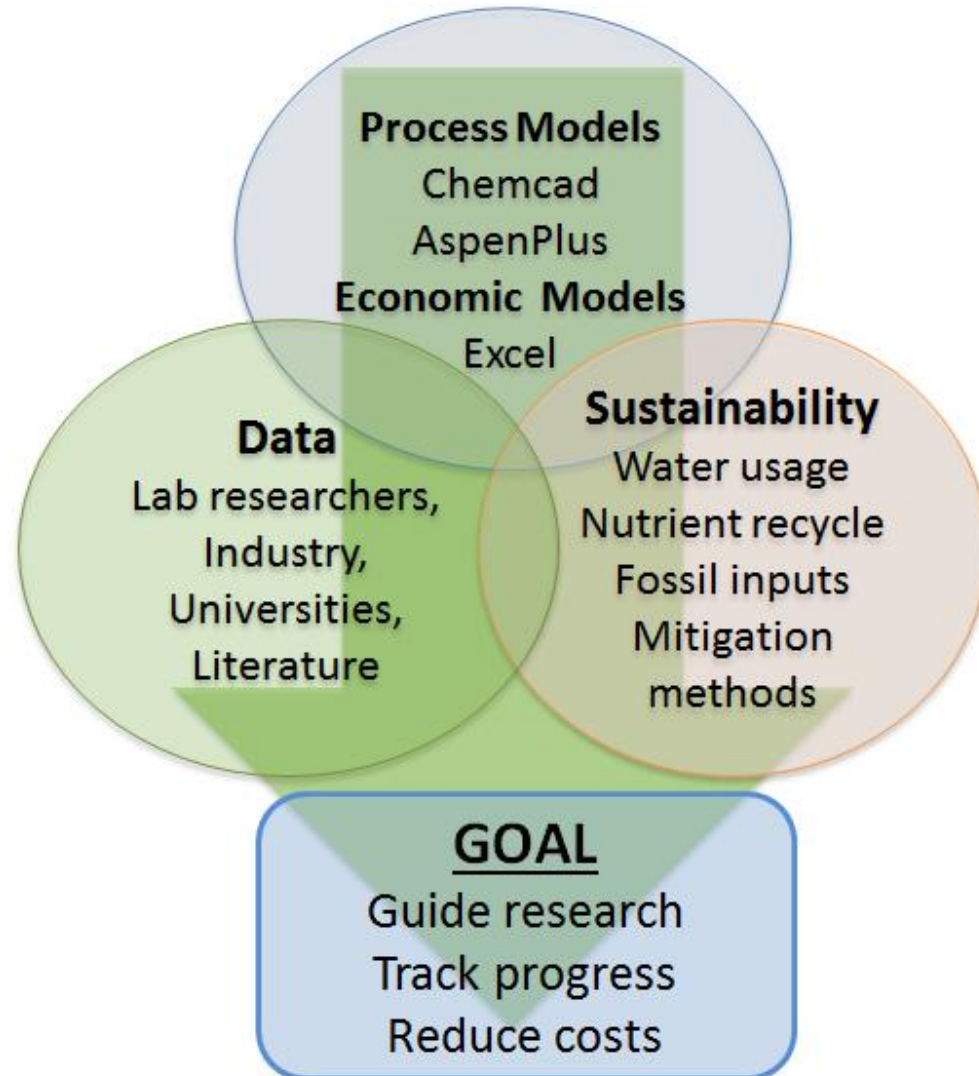 Process Models
Chemcad
AspenPlus
Economic Models
Excel
Data
Lab researchers,
Industry,
Universities,
Literature
Sustainability
Water usage
Nutrient recycle
Fossil inputs
Mitigation
methods
GOAL
Guide research
Track progress
Reduce costs